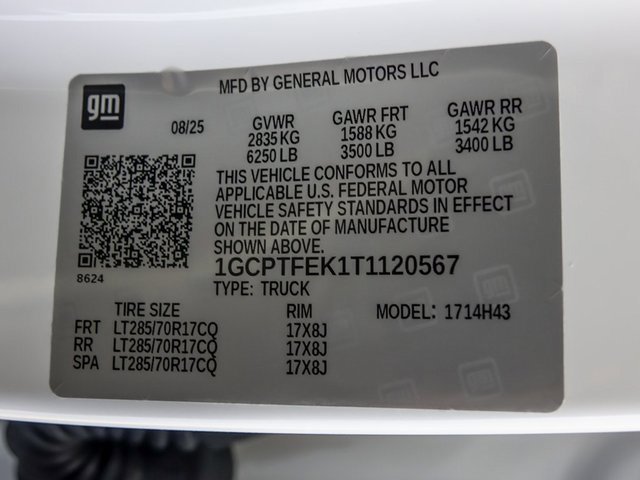 MFD BY GENERAL MOTORS LLC
gm
08/25
GVWR GAWR FRT GAWR RR
2835 KG 1588 KG 1542 KG
6250 LB 3500 LB 3400 LB
THIS VEHICLE CONFORMS TO ALL
APPLICABLE U.S. FEDERAL MOTOR
VEHICLE SAFETY STANDARDS IN EFFECT
ON THE DATE OF MANUFACTURE
SHOWN ABOVE.
8624
1GCPTFEK1T1120567
TYPE: TRUCK
TIRE SIZE RIM MODEL: 1714H43
FRT LT285/70R17CQ 17X8J
RR LT285/70R17CQ 17X8J
SPA LT285/70R17CQ 17X8J